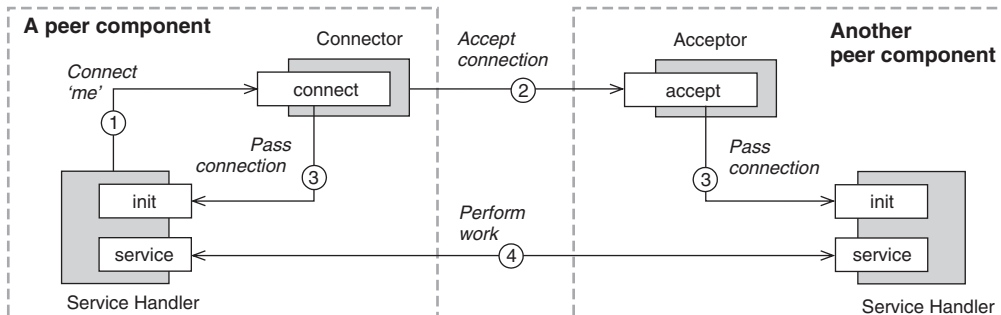 A peer component
Connector
Accept
connection
Acceptor
Another
peer component
Connect
‘me’
connect
2
accept
1
Pass
connection
3
Pass
connection
3
init
init
Perform
work
service
4
service
Service Handler
Service Handler